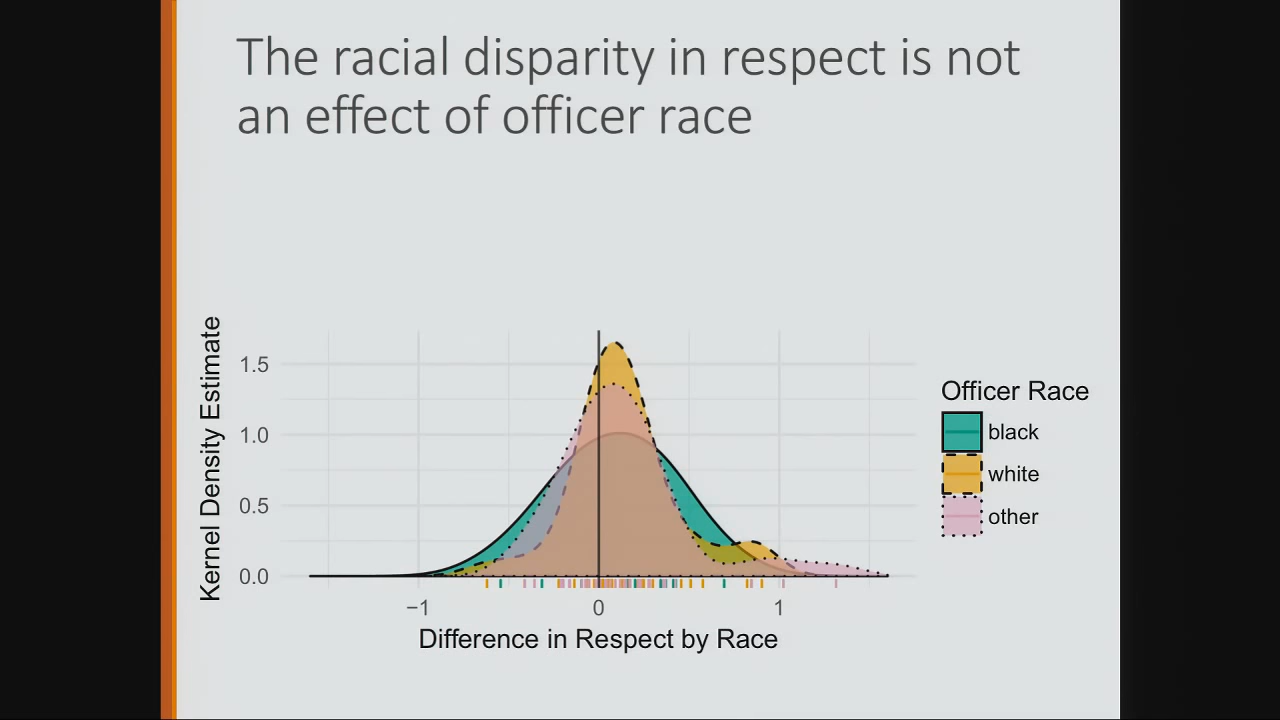 The racial disparity in respect is not
an effect of officer race
Kernel Density Estimate
1.5
1.0
0.5
0.0
−1
0
1
Difference in Respect by Race
Officer Race
black
white
other